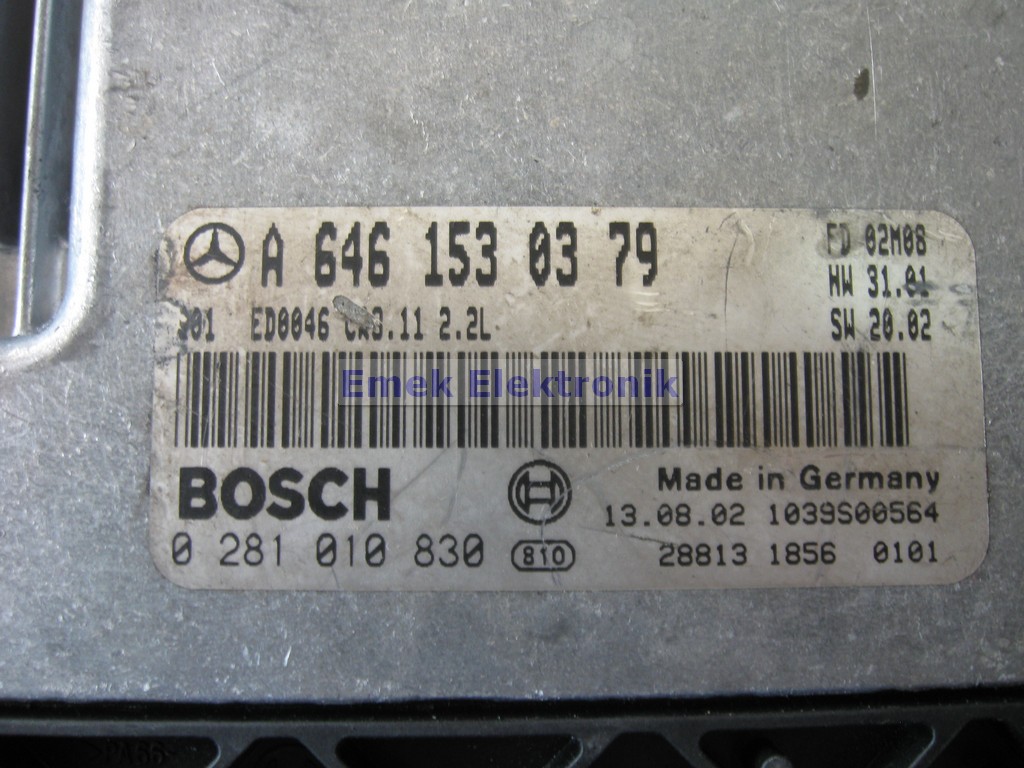 A 646 153 03 79
FD 02M08
HW 31.01
ED0046 2.2L
SW 20.02
Emek Elektronik
BOSCH
Made in Germany
13.08.02 1039S00564
0 281 010 830 810
28813 1856 0101
>PA66-